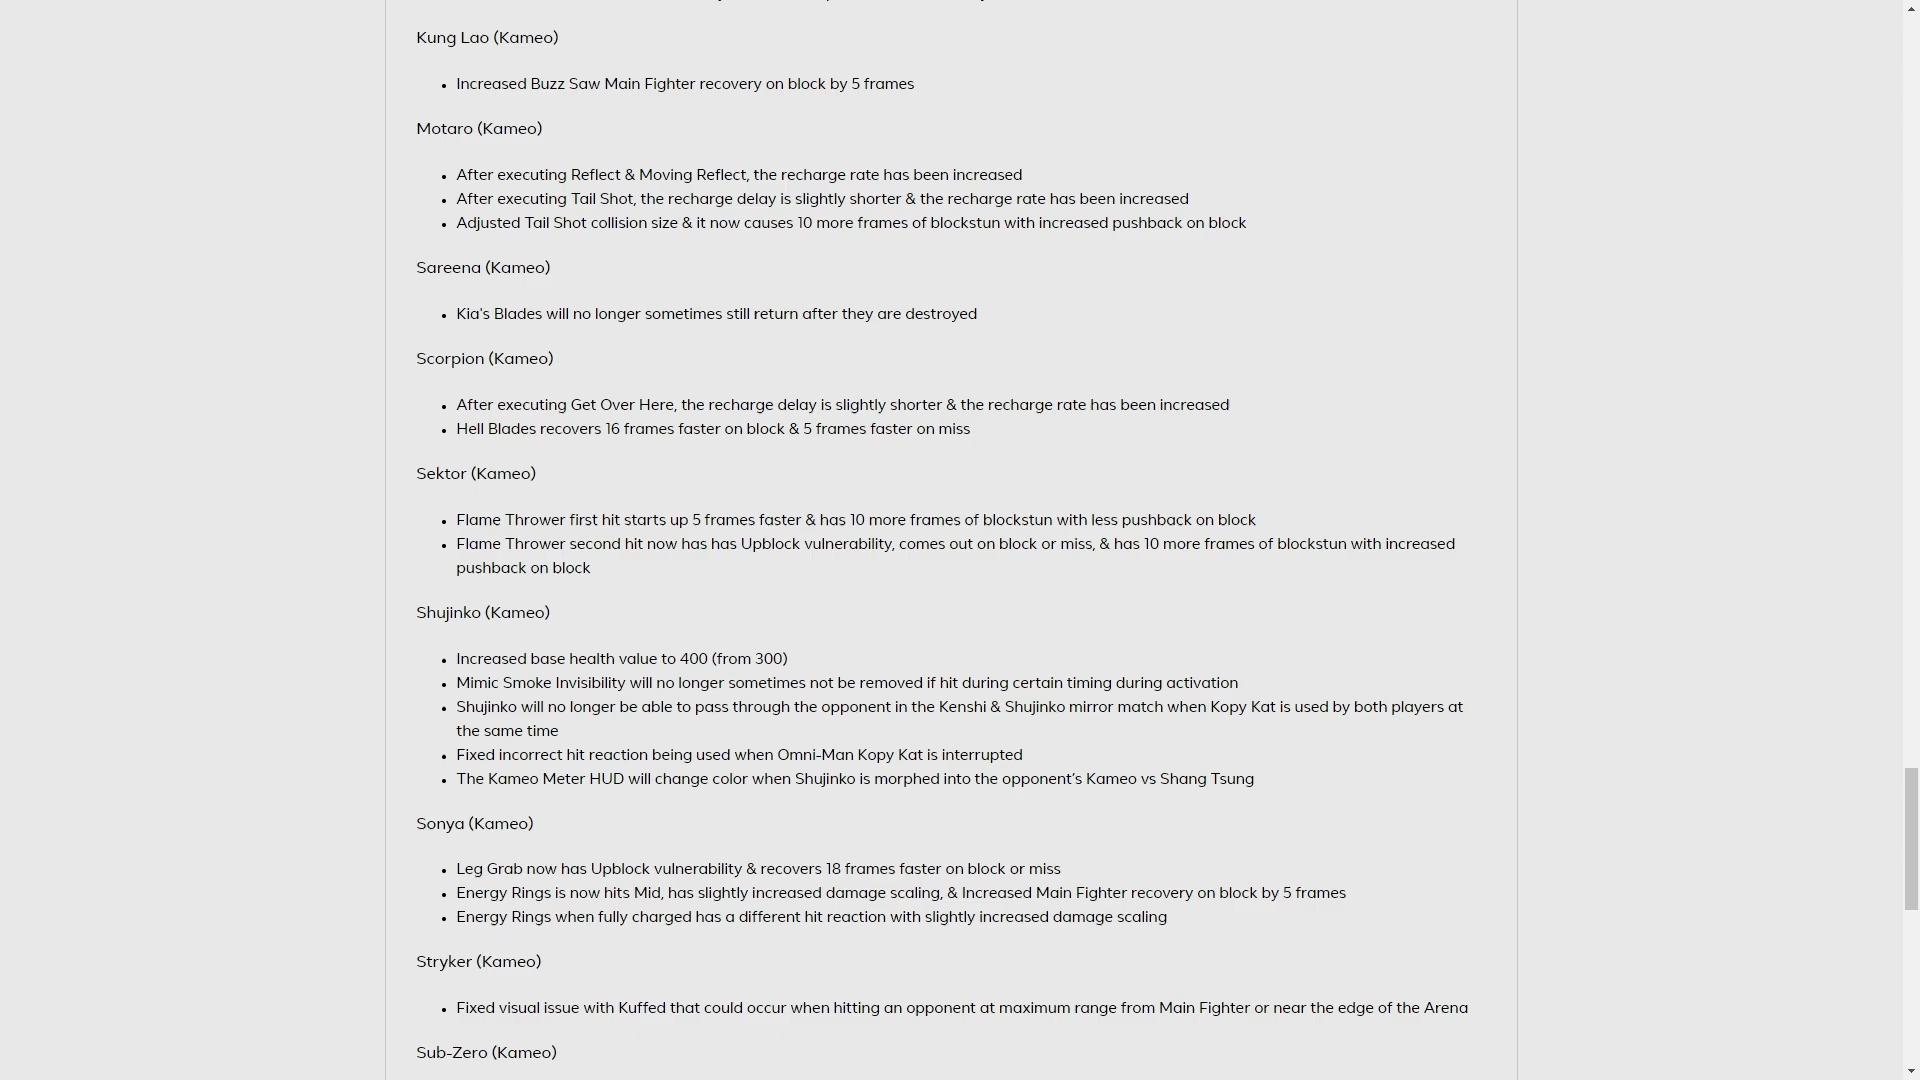 Kung Lao (Kameo)
• Increased Buzz Saw Main Fighter recovery on block by 5 frames
Motaro (Kameo)
• After executing Reflect & Moving Reflect, the recharge rate has been increased
• After executing Tail Shot, the recharge delay is slightly shorter & the recharge rate has been increased
• Adjusted Tail Shot collision size & it now causes 10 more frames of blockstun with increased pushback on block
Sareena (Kameo)
• Kia's Blades will no longer sometimes still return after they are destroyed
Scorpion (Kameo)
• After executing Get Over Here, the recharge delay is slightly shorter & the recharge rate has been increased
• Hell Blades recovers 16 frames faster on block & 5 frames faster on miss
Sektor (Kameo)
• Flame Thrower first hit starts up 5 frames faster & has 10 more frames of blockstun with less pushback on block
• Flame Thrower second hit now has has Upblock vulnerability, comes out on block or miss, & has 10 more frames of blockstun with increased
pushback on block
Shujinko (Kameo)
• Increased base health value to 400 (from 300)
• Mimic Smoke Invisibility will no longer sometimes not be removed if hit during certain timing during activation
• Shujinko will no longer be able to pass through the opponent in the Kenshi & Shujinko mirror match when Kopy Kat is used by both players at
the same time
• Fixed incorrect hit reaction being used when Omni-Man Kopy Kat is interrupted
• The Kameo Meter HUD will change color when Shujinko is morphed into the opponent’s Kameo vs Shang Tsung
Sonya (Kameo)
• Leg Grab now has Upblock vulnerability & recovers 18 frames faster on block or miss
• Energy Rings is now hits Mid, has slightly increased damage scaling, & Increased Main Fighter recovery on block by 5 frames
• Energy Rings when fully charged has a different hit reaction with slightly increased damage scaling
Stryker (Kameo)
• Fixed visual issue with Kuffed that could occur when hitting an opponent at maximum range from Main Fighter or near the edge of the Arena
Sub-Zero (Kameo)